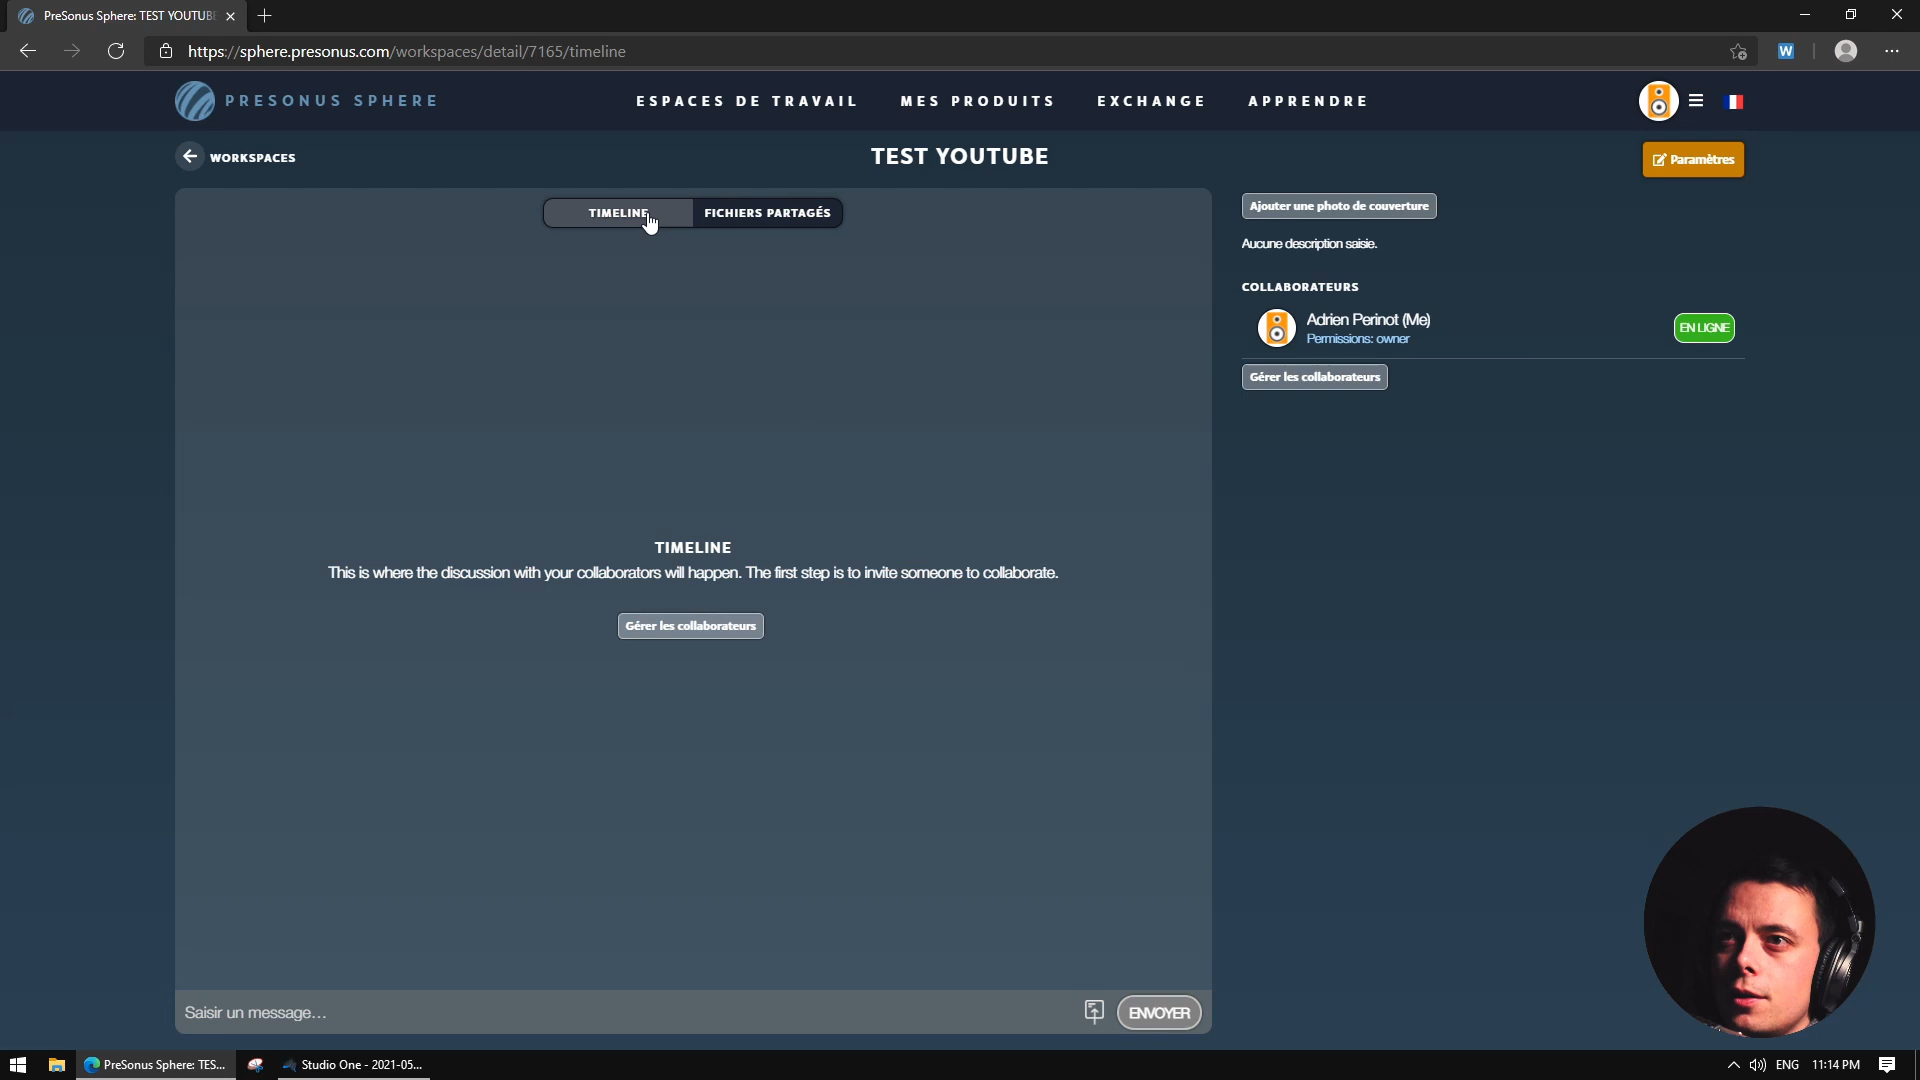 PreSonus Sphere: TEST YOUTUBE
https://sphere.presonus.com/workspaces/detail/7165/timeline
W
PRESONUS SPHERE
ESPACES DE TRAVAIL
MES PRODUITS
EXCHANGE
APPRENDRE
WORKSPACES
TEST YOUTUBE
Paramètres
TIMELINE
FICHIERS PARTAGÉS
Ajouter une photo de couverture
Aucune description saisie.
COLLABORATEURS
Adrien Perinot (Me)
Permissions: owner
EN LIGNE
Gérer les collaborateurs
TIMELINE
This is where the discussion with your collaborators will happen. The first step is to invite someone to collaborate.
Gérer les collaborateurs
Saisir un message...
ENVOYER
PreSonus Sphere: TES...
Studio One - 2021-05...
ENG
11:14 PM